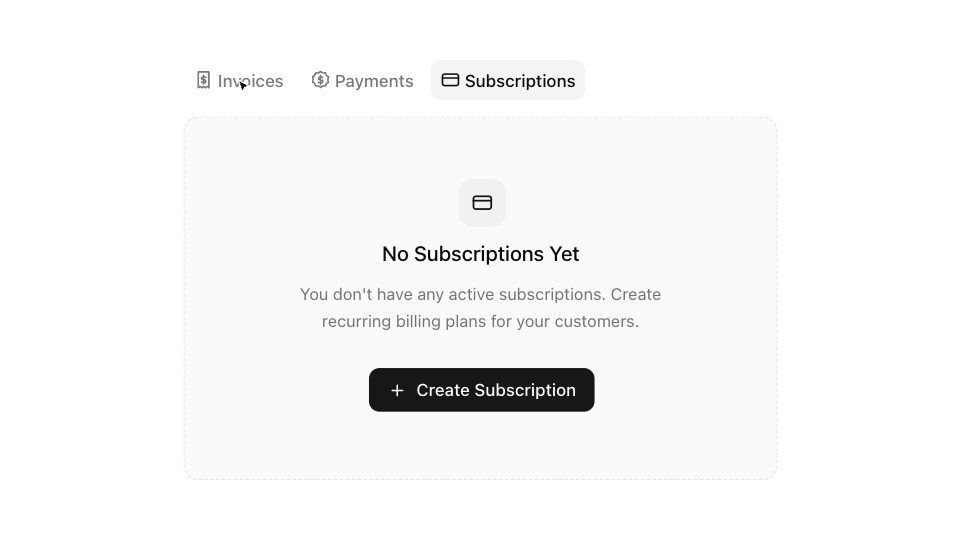 Invoices
Payments
Subscriptions
No Subscriptions Yet
You don't have any active subscriptions. Create
recurring billing plans for your customers.
+ Create Subscription